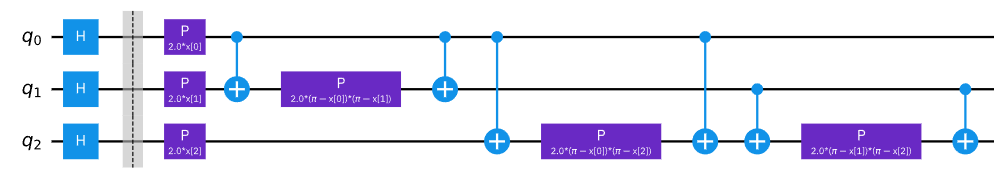 q0 H P 2.0*x[0]
q1 H P 2.0*x[1] P 2.0*(π − x[0])*(π − x[1])
q2 H P 2.0*x[2] P 2.0*(π − x[0])*(π − x[2]) P 2.0*(π − x[1])*(π − x[2])